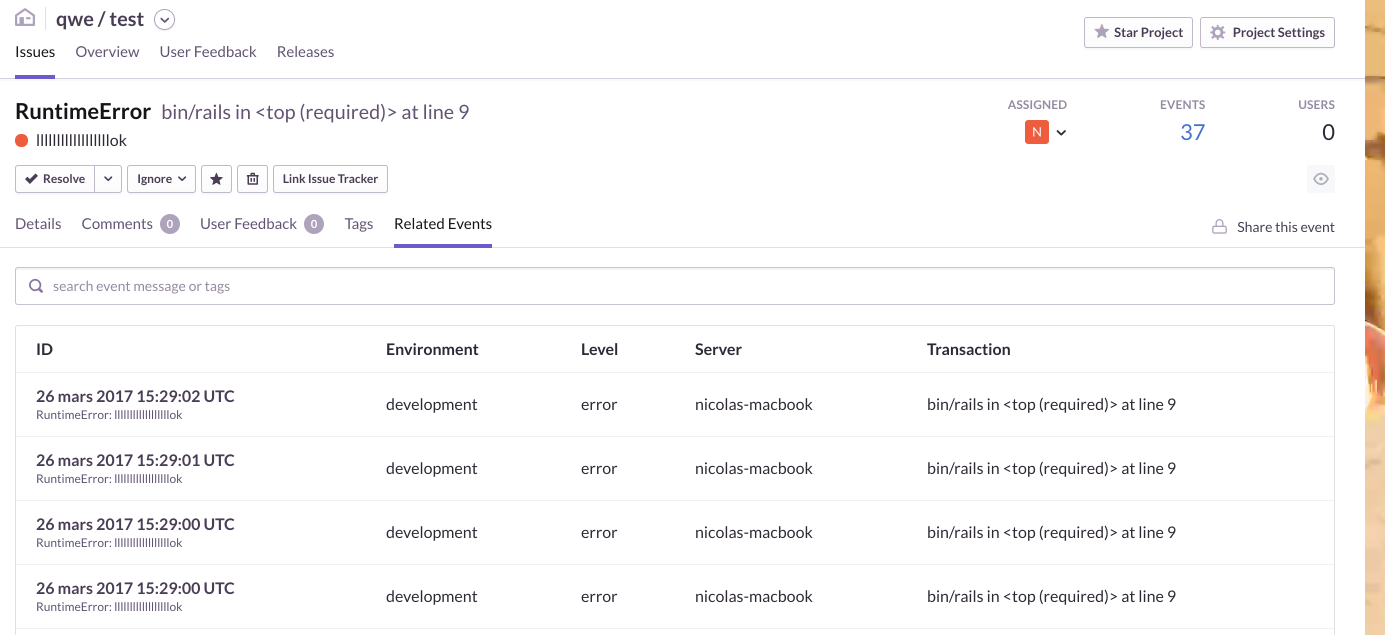 qwe / test
Star Project
Project Settings
Issues Overview User Feedback Releases
RuntimeError bin/rails in <top (required)> at line 9
ASSIGNED EVENTS USERS
N 37 0
lllllllllllllllllok
Resolve Ignore Link Issue Tracker
Details Comments 0 User Feedback 0 Tags Related Events Share this event
search event message or tags
ID Environment Level Server Transaction
26 mars 2017 15:29:02 UTC
RuntimeError: lllllllllllllllllok
development error nicolas-macbook bin/rails in <top (required)> at line 9
26 mars 2017 15:29:01 UTC
RuntimeError: lllllllllllllllllok
development error nicolas-macbook bin/rails in <top (required)> at line 9
26 mars 2017 15:29:00 UTC
RuntimeError: lllllllllllllllllok
development error nicolas-macbook bin/rails in <top (required)> at line 9
26 mars 2017 15:29:00 UTC
RuntimeError: lllllllllllllllllok
development error nicolas-macbook bin/rails in <top (required)> at line 9